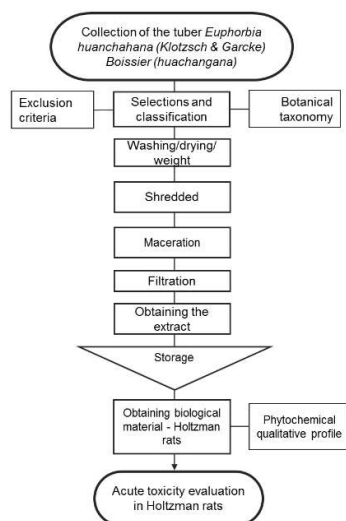 Collection of the tuber Euphorbia
huanchahana (Klotzsch & Garcke)
Boissier (huachangana)
Exclusion
criteria
Selections and
classification
Botanical
taxonomy
Washing/drying/
weight
Shredded
Maceration
Filtration
Obtaining the
extract
Storage
Obtaining biological
material - Holtzman
rats
Phytochemical
qualitative profile
Acute toxicity evaluation
in Holtzman rats